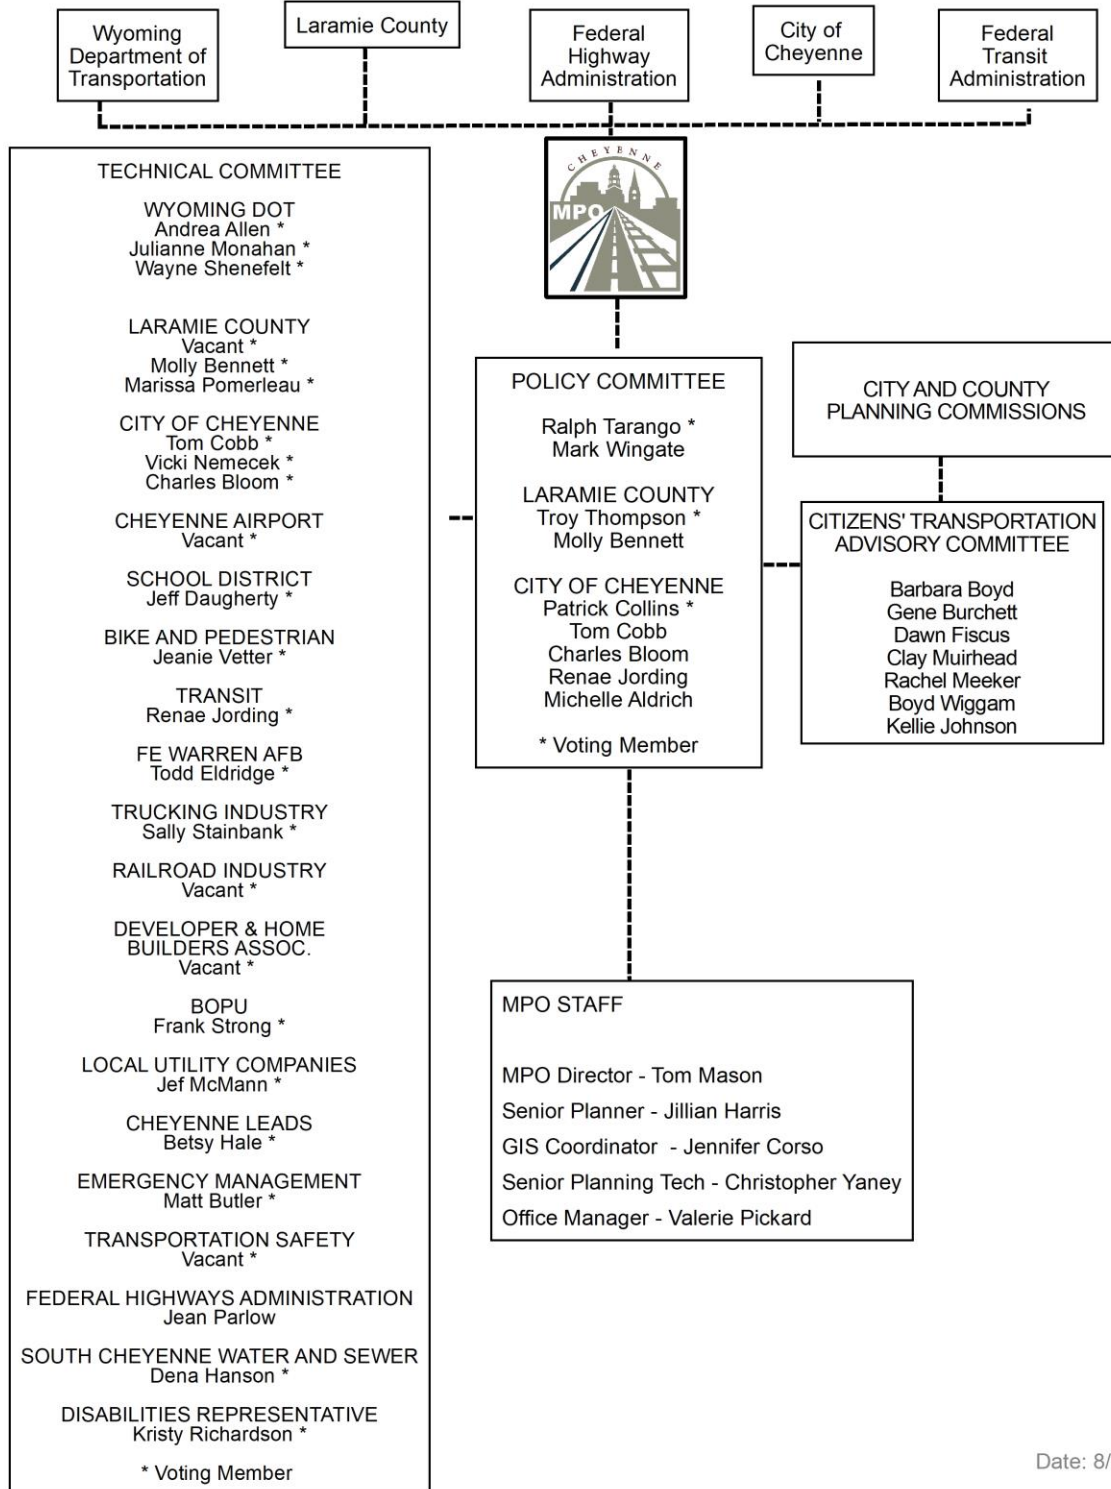 Wyoming
Department of
Transportation
Laramie County
Federal
Highway
Administration
City of
Cheyenne
Federal
Transit
Administration
CHEYENNE
MPO
TECHNICAL COMMITTEE
WYOMING DOT
Andrea Allen *
Julianne Monahan *
Wayne Shenefelt *
LARAMIE COUNTY
Vacant *
Molly Bennett *
Marissa Pomerleau *
CITY OF CHEYENNE
Tom Cobb *
Vicki Nemecek *
Charles Bloom *
CHEYENNE AIRPORT
Vacant *
SCHOOL DISTRICT
Jeff Daugherty *
BIKE AND PEDESTRIAN
Jeanie Vetter *
TRANSIT
Renae Jording *
FE WARREN AFB
Todd Eldridge *
TRUCKING INDUSTRY
Sally Stainbank *
RAILROAD INDUSTRY
Vacant *
DEVELOPER & HOME
BUILDERS ASSOC.
Vacant *
BOPU
Frank Strong *
LOCAL UTILITY COMPANIES
Jef McMann *
CHEYENNE LEADS
Betsy Hale *
EMERGENCY MANAGEMENT
Matt Butler *
TRANSPORTATION SAFETY
Vacant *
FEDERAL HIGHWAYS ADMINISTRATION
Jean Parlow
SOUTH CHEYENNE WATER AND SEWER
Dena Hanson *
DISABILITIES REPRESENTATIVE
Kristy Richardson *
* Voting Member
POLICY COMMITTEE
Ralph Tarango *
Mark Wingate
LARAMIE COUNTY
Troy Thompson *
Molly Bennett
CITY OF CHEYENNE
Patrick Collins *
Tom Cobb
Charles Bloom
Renae Jording
Michelle Aldrich
* Voting Member
CITY AND COUNTY
PLANNING COMMISSIONS
CITIZENS' TRANSPORTATION
ADVISORY COMMITTEE
Barbara Boyd
Gene Burchett
Dawn Fiscus
Clay Muirhead
Rachel Meeker
Boyd Wiggam
Kellie Johnson
MPO STAFF
MPO Director - Tom Mason
Senior Planner - Jillian Harris
GIS Coordinator - Jennifer Corso
Senior Planning Tech - Christopher Yaney
Office Manager - Valerie Pickard
Date: 8/